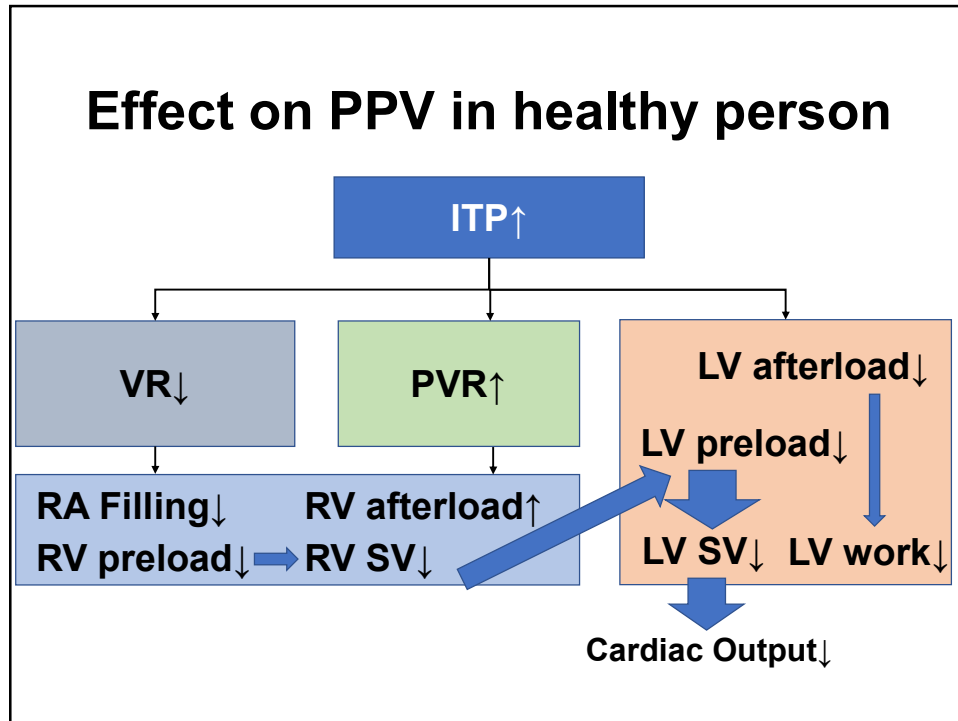 Effect on PPV in healthy person
ITP↑
VR↓
PVR↑
RA Filling↓
RV preload↓
RV afterload↑
RV SV↓
LV afterload↓
LV preload↓
LV SV↓
LV work↓
Cardiac Output↓